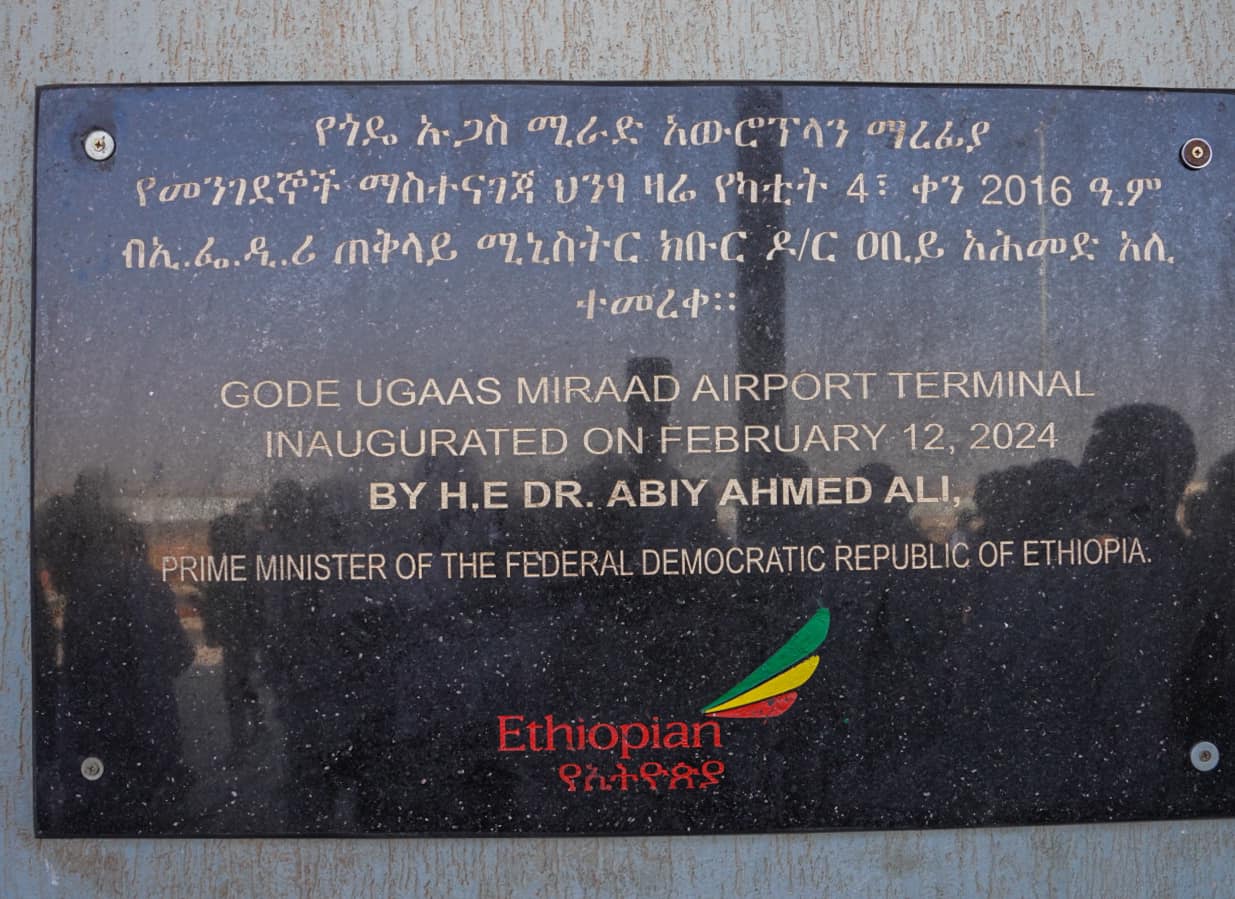 የጎዴ ኡጋስ ሚራድ አውሮፕላን ማረፊያ
የመንገደኞች ማስተናገጃ ህንፃ ዛሬ የካቲት 4፣ ቀን 2016 ዓ.ም
በኢ.ፌ.ዲ.ሪ ጠቅላይ ሚኒስትር ክቡር ዶ/ር ዐቢይ አሕመድ አሊ
ተመረቀ።
GODE UGAAS MIRAAD AIRPORT TERMINAL
INAUGURATED ON FEBRUARY 12, 2024
BY H.E DR. ABIY AHMED ALI,
PRIME MINISTER OF THE FEDERAL DEMOCRATIC REPUBLIC OF ETHIOPIA.
Ethiopian
የኢትዮጵያ